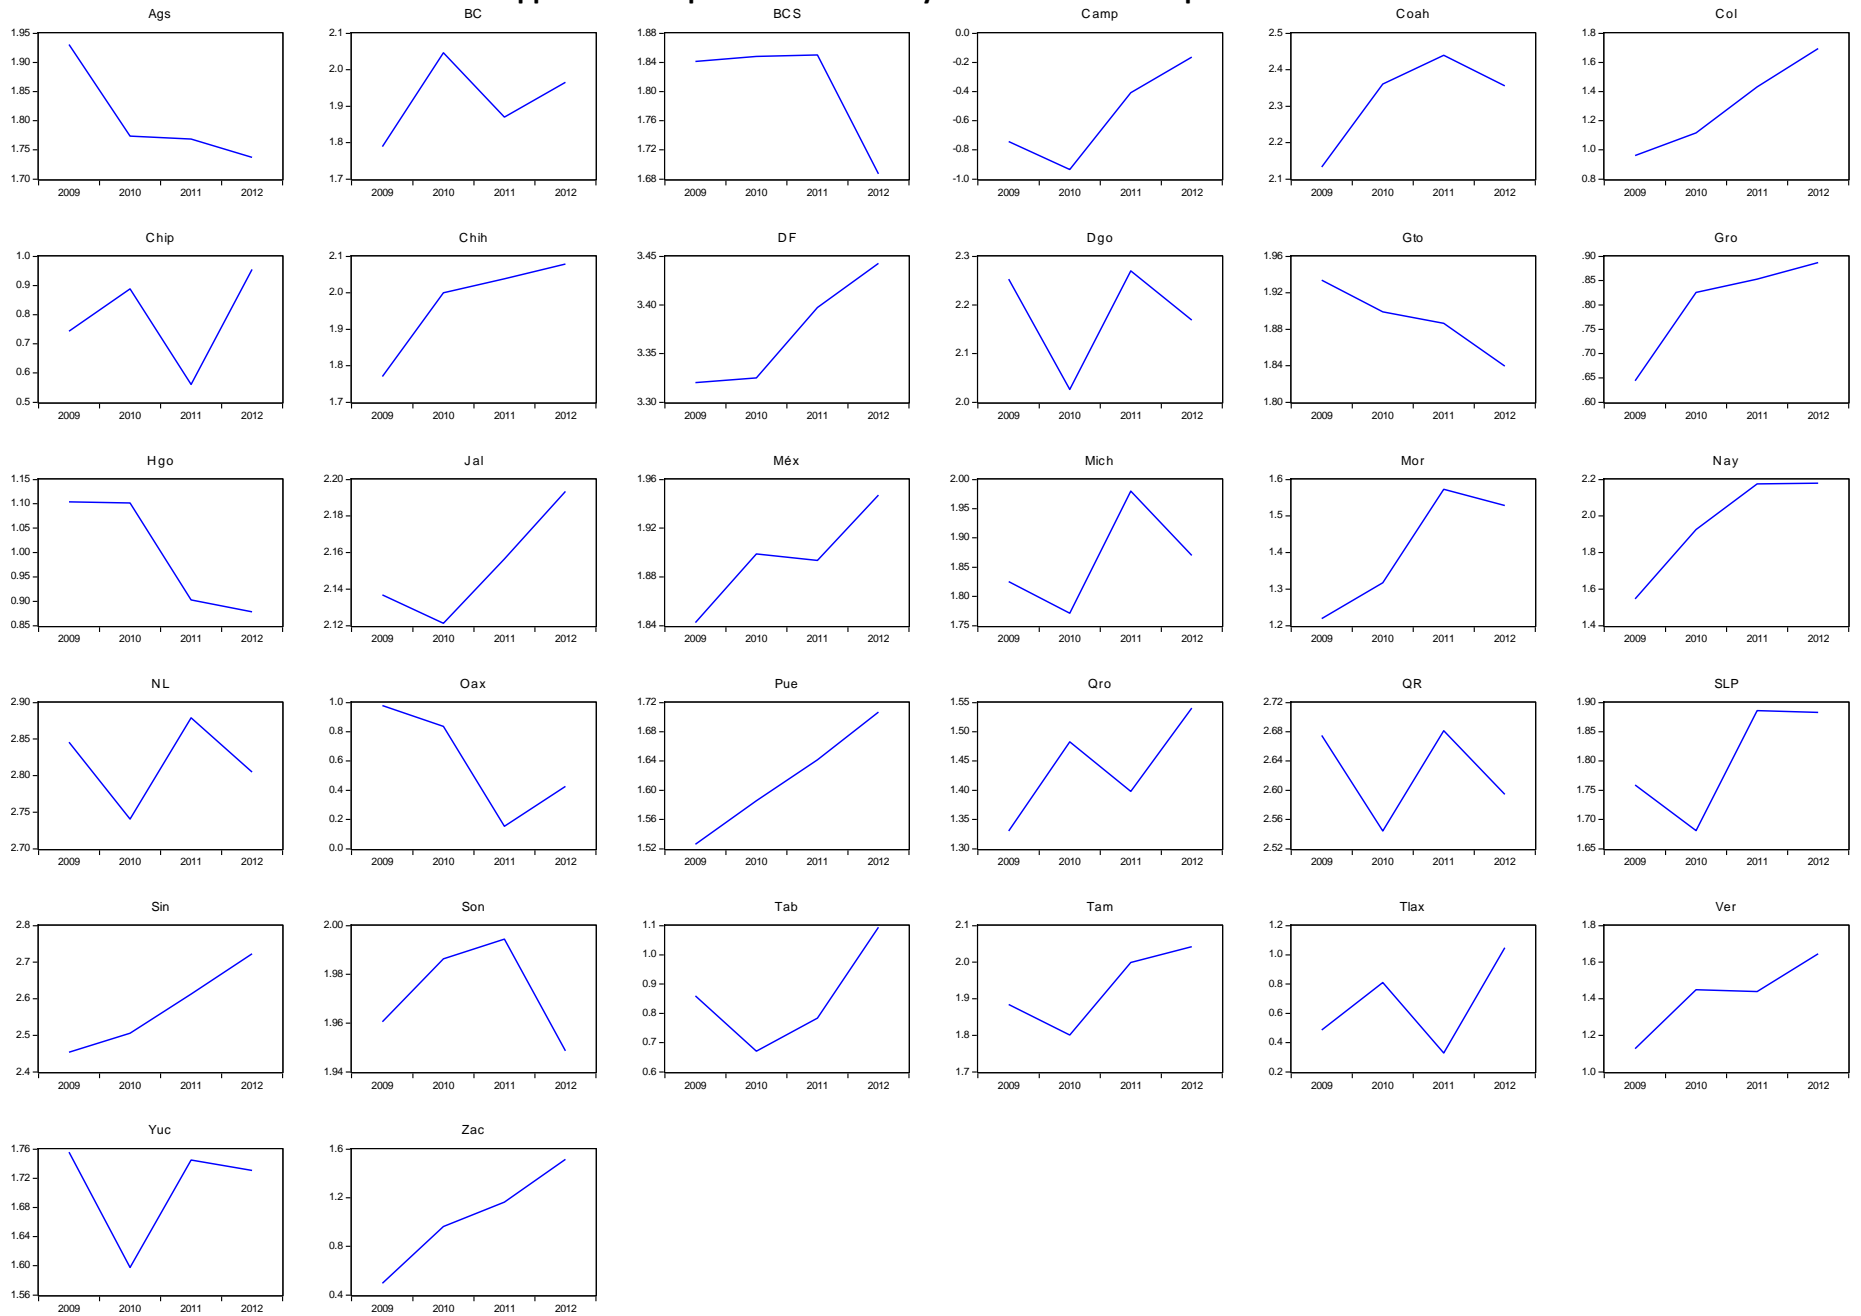 Ags BC BCS Camp Coah Col
1.95 2.1 1.88 0.0 2.5 1.8
1.90 2.0 1.84 -0.2 2.4 1.6
1.85 1.9 1.80 -0.4 2.3 1.4
1.80 1.8 1.76 -0.6 2.2 1.2
1.75 1.7 1.72 -0.8 2.1 1.0
1.70 1.68 -1.0 0.8
2009 2010 2011 2012 2009 2010 2011 2012 2009 2010 2011 2012 2009 2010 2011 2012 2009 2010 2011 2012 2009 2010 2011 2012
Chip Chih DF Dgo Gto Gro
1.0 2.1 3.45 2.3 1.96 .90
0.9 2.0 3.40 2.2 1.92 .85
0.8 1.9 3.35 2.1 1.88 .80
0.7 1.8 3.30 2.0 1.84 .75
0.6 1.7 1.80 .70
0.5 .65
.60
2009 2010 2011 2012 2009 2010 2011 2012 2009 2010 2011 2012 2009 2010 2011 2012 2009 2010 2011 2012 2009 2010 2011 2012
Hgo Jal Méx Mich Mor Nay
1.15 2.20 1.96 2.00 1.6 2.2
1.10 2.18 1.92 1.95 1.5 2.0
1.05 2.16 1.88 1.90 1.4 1.8
1.00 2.14 1.84 1.85 1.3 1.6
0.95 2.12 1.80 1.2 1.4
0.90 1.75
0.85
2009 2010 2011 2012 2009 2010 2011 2012 2009 2010 2011 2012 2009 2010 2011 2012 2009 2010 2011 2012 2009 2010 2011 2012
NL Oax Pue Qro QR SLP
2.90 1.0 1.72 1.55 2.72 1.90
2.85 0.8 1.68 1.50 2.68 1.85
2.80 0.6 1.64 1.45 2.64 1.80
2.75 0.4 1.60 1.40 2.60 1.75
2.70 0.2 1.56 1.35 2.56 1.70
0.0 1.52 1.30 2.52 1.65
2009 2010 2011 2012 2009 2010 2011 2012 2009 2010 2011 2012 2009 2010 2011 2012 2009 2010 2011 2012 2009 2010 2011 2012
Sin Son Tab Tam Tlax Ver
2.8 2.00 1.1 2.1 1.2 1.8
2.7 1.98 1.0 2.0 1.0 1.6
2.6 1.96 0.9 1.9 0.8 1.4
2.5 1.94 0.8 1.8 0.6 1.2
2.4 0.7 1.7 0.4 1.0
0.6 0.2
2009 2010 2011 2012 2009 2010 2011 2012 2009 2010 2011 2012 2009 2010 2011 2012 2009 2010 2011 2012 2009 2010 2011 2012
Yuc Zac
1.76 1.6
1.72 1.2
1.68 0.8
1.64 0.4
1.60
1.56
2009 2010 2011 2012 2009 2010 2011 2012